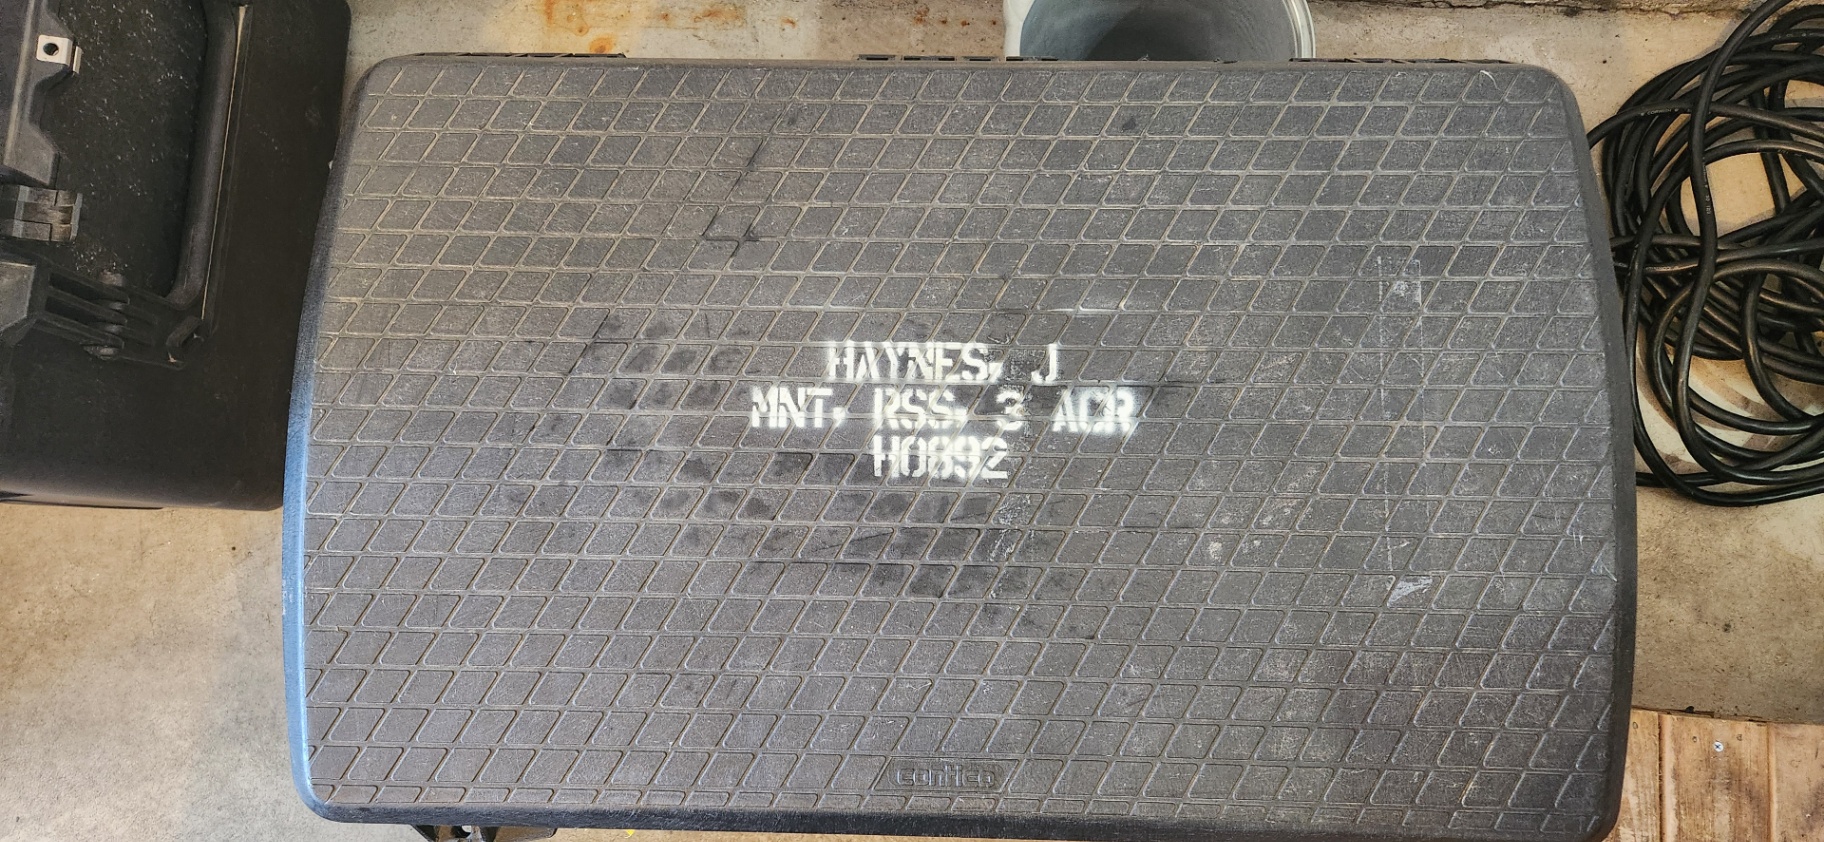 HAYNES, J
MNT, RSS, 3 ACR
H0892
contico